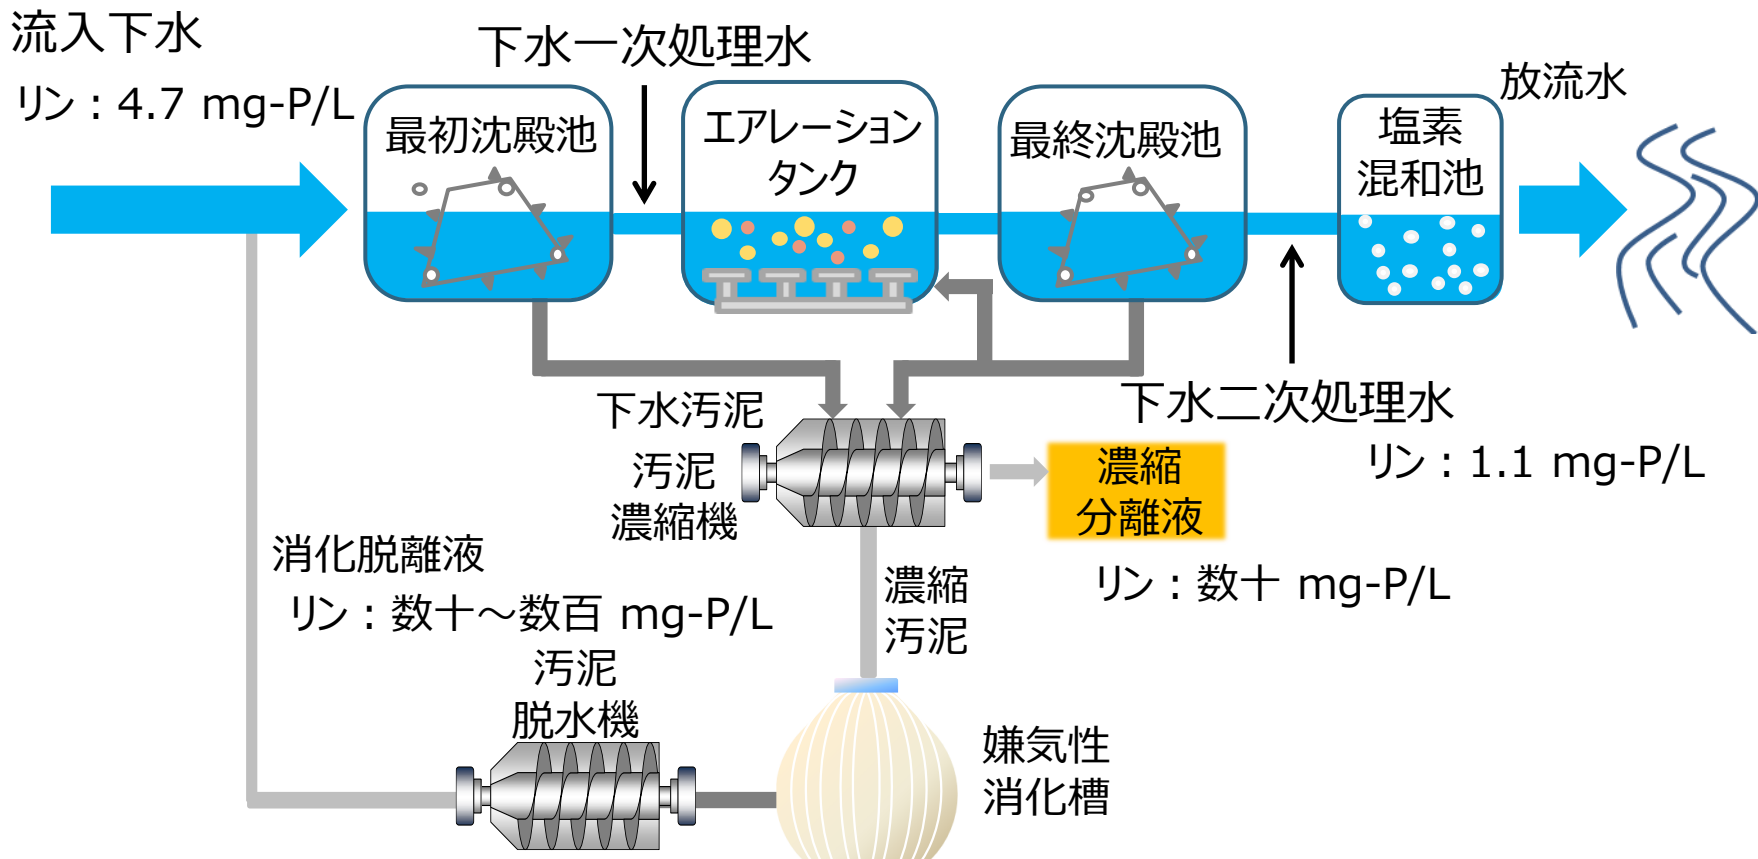 流入下水
リン：4.7 mg-P/L
下水一次処理水
最初沈殿池
エアレーション
タンク
最終沈殿池
塩素
混和池
放流水
下水二次処理水
リン：1.1 mg-P/L
下水汚泥
汚泥
濃縮機
濃縮
分離液
リン：数十 mg-P/L
消化脱離液
リン：数十～数百 mg-P/L
濃縮
汚泥
汚泥
脱水機
嫌気性
消化槽